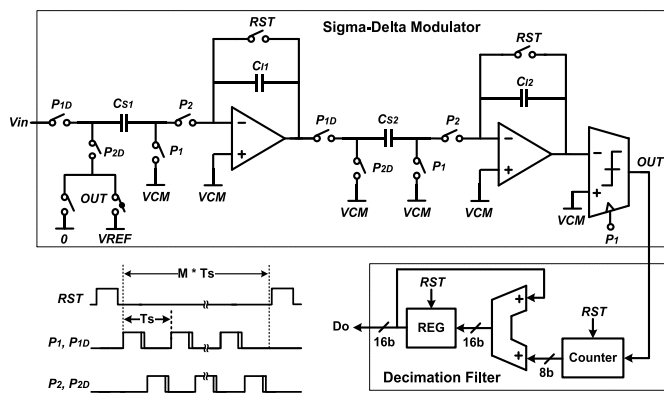 Sigma-Delta Modulator
RST
RST
CI1
CI2
P1D
CS1
P2
P1D
CS2
P2
Vin
P2D
P1
P2D
P1
OUT
OUT
VCM
VCM
VCM
VCM
VCM
VCM
0
VREF
P1
M * Ts
RST
Ts
P1, P1D
P2, P2D
RST
RST
Do
16b
REG
16b
8b
Counter
Decimation Filter